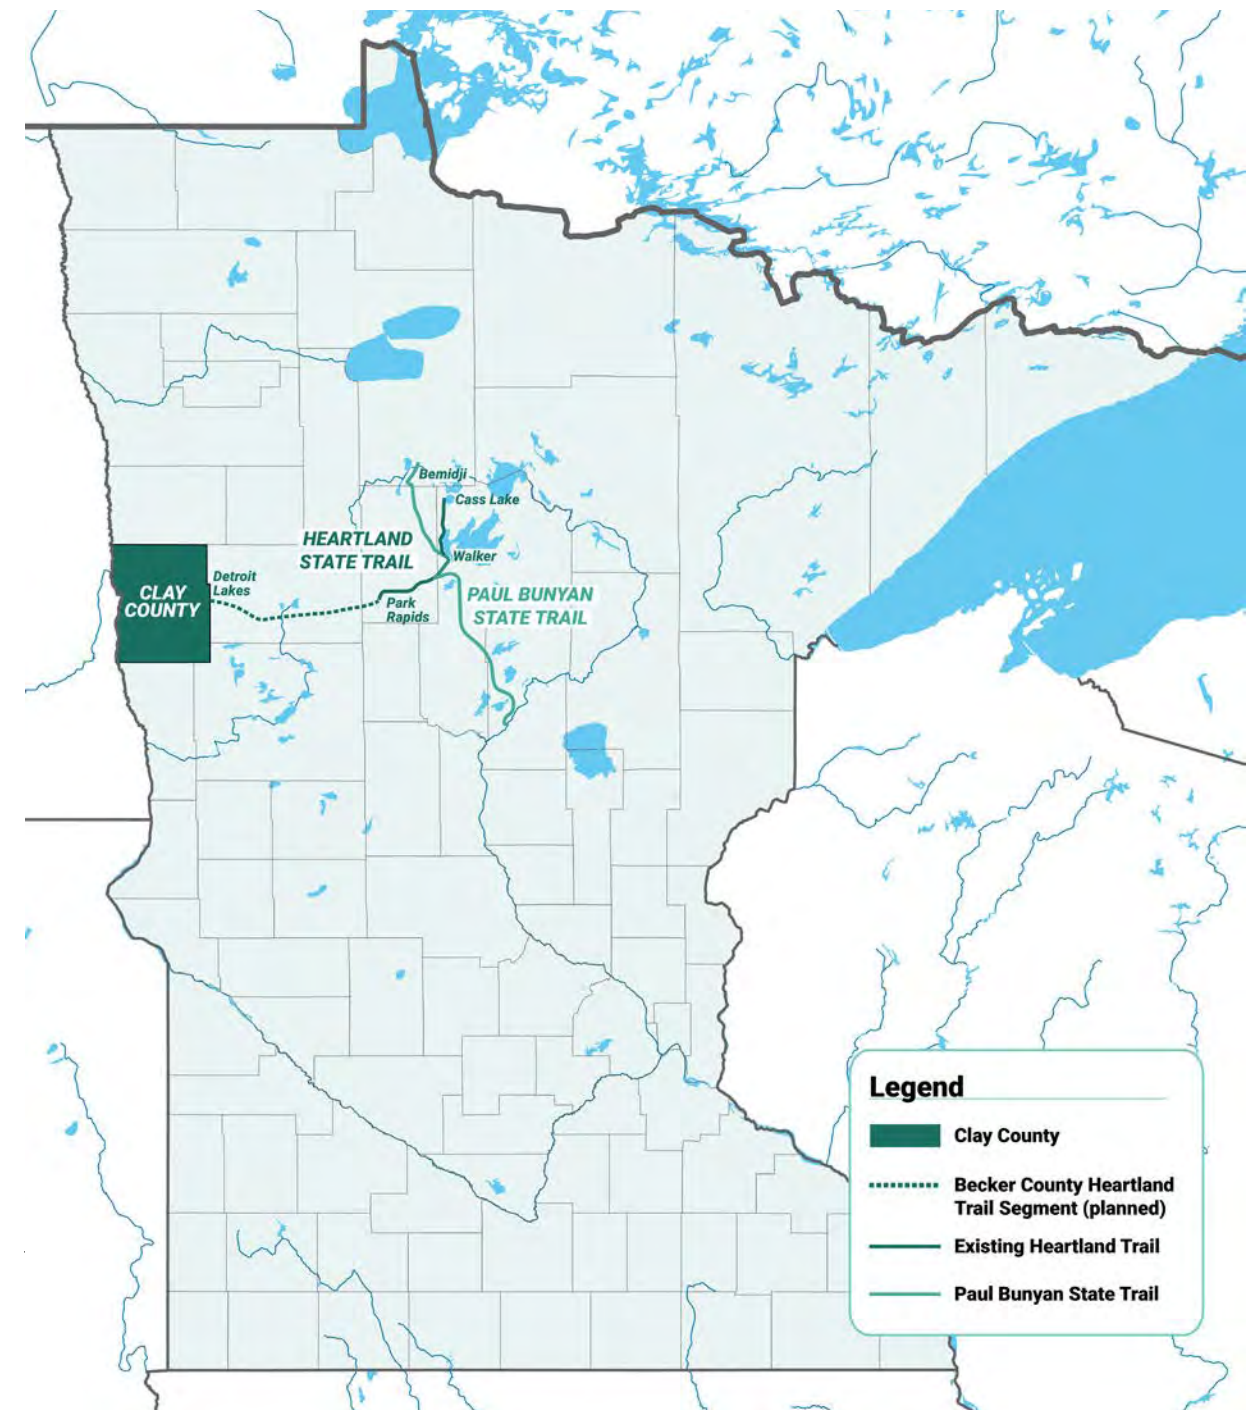 Bemidji
Cass Lake
HEARTLAND
STATE TRAIL
Walker
Detroit
Lakes
CLAY
COUNTY
Park
Rapids
PAUL BUNYAN
STATE TRAIL
Legend
Clay County
Becker County Heartland
Trail Segment (planned)
Existing Heartland Trail
Paul Bunyan State Trail